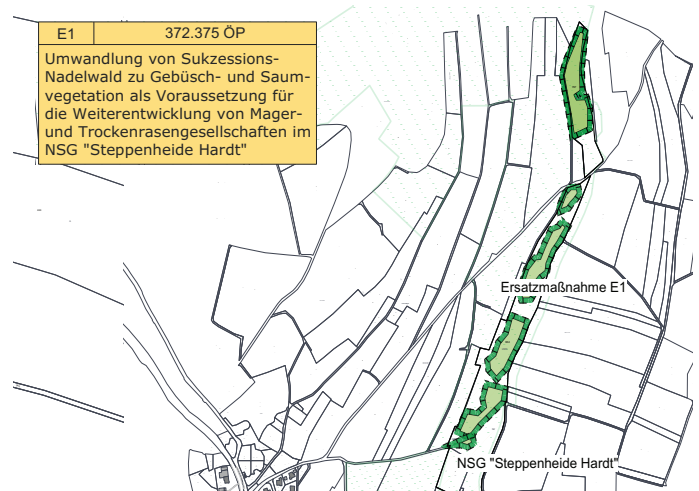 E1 372.375 ÖP
Umwandlung von Sukzessions-
Nadelwald zu Gebüsch- und Saum-
vegetation als Voraussetzung für
die Weiterentwicklung von Mager-
und Trockenrasengesellschaften im
NSG "Steppenheide Hardt"
Ersatzmaßnahme E1
NSG "Steppenheide Hardt"